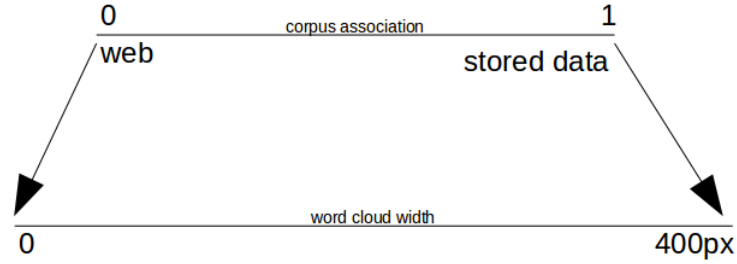 0 corpus association 1
web stored data
word cloud width
0 400px